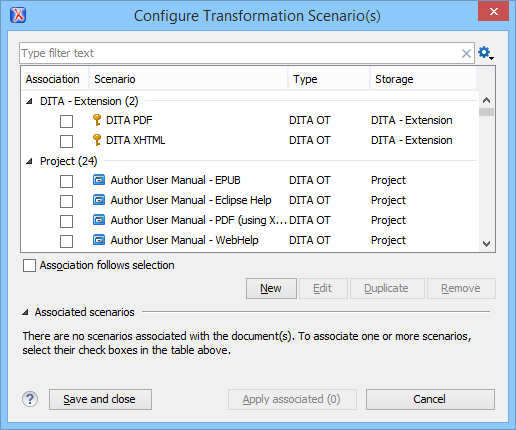 Configure Transformation Scenario(s)
Type filter text
Association Scenario Type Storage
DITA - Extension (2)
DITA PDF DITA OT DITA - Extension
DITA XHTML DITA OT DITA - Extension
Project (24)
Author User Manual - EPUB DITA OT Project
Author User Manual - Eclipse Help DITA OT Project
Author User Manual - PDF (using X... DITA OT Project
Author User Manual - WebHelp DITA OT Project
Association follows selection
New Edit Duplicate Remove
Associated scenarios
There are no scenarios associated with the document(s). To associate one or more scenarios,
select their check boxes in the table above.
? Save and close Apply associated (0) Cancel